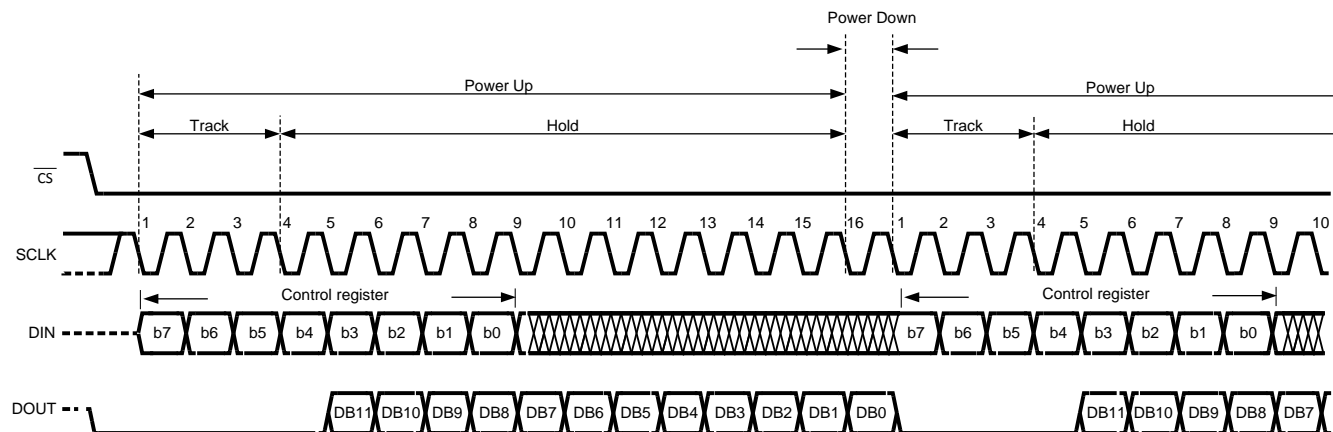 Power Down
Power Up Power Up
Track Hold Track Hold
CS
1 2 3 4 5 6 7 8 9 10 11 12 13 14 15 16 1 2 3 4 5 6 7 8 9 10
SCLK
Control register Control register
DIN b7 b6 b5 b4 b3 b2 b1 b0 b7 b6 b5 b4 b3 b2 b1 b0
DOUT DB11 DB10 DB9 DB8 DB7 DB6 DB5 DB4 DB3 DB2 DB1 DB0 DB11 DB10 DB9 DB8 DB7